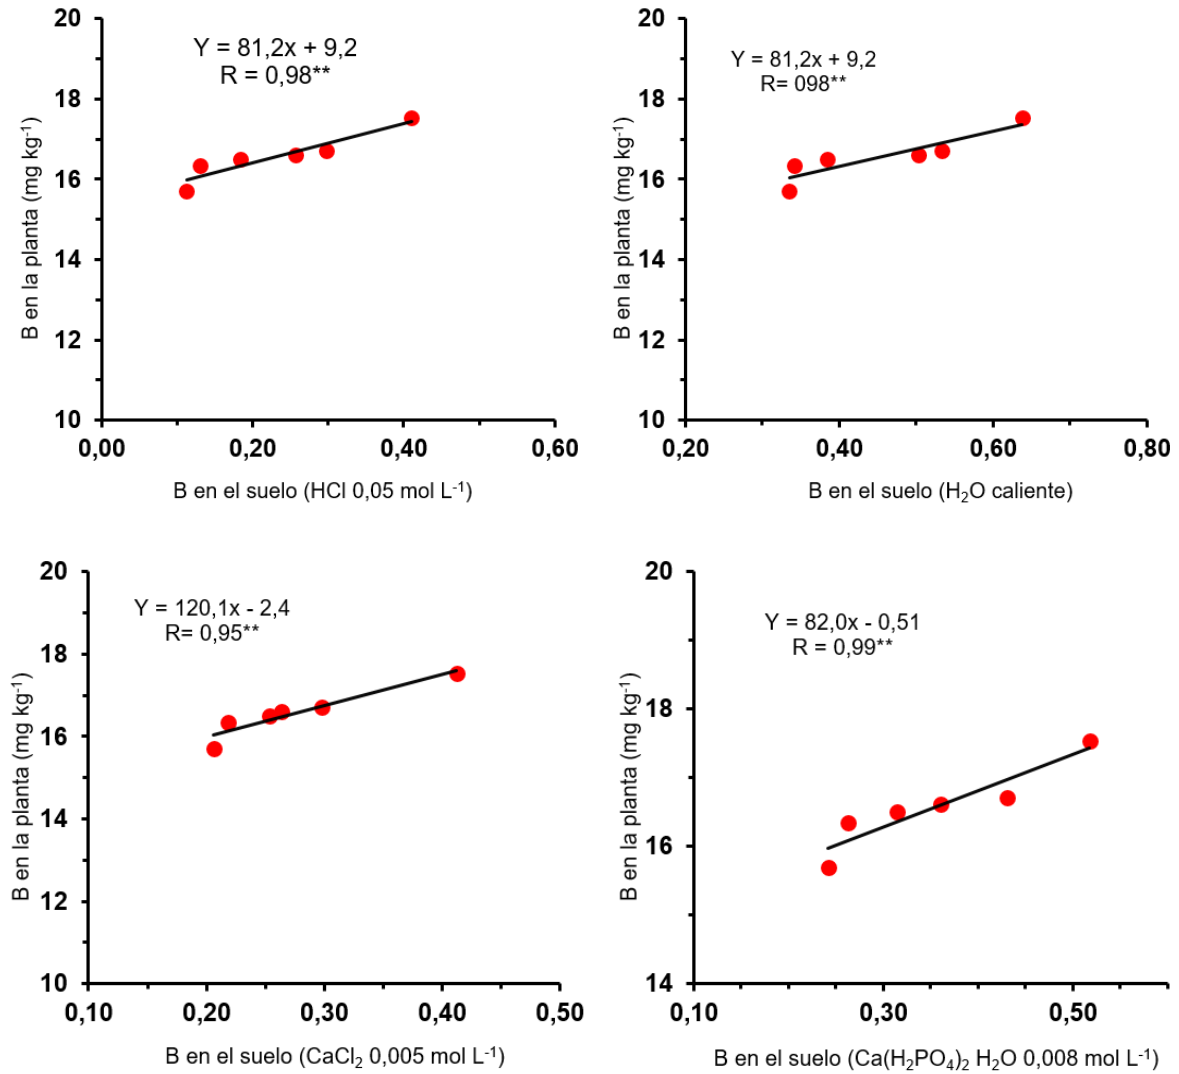 20
18
16
14
12
10
B en la planta (mg kg-1)
Y = 81,2x + 9,2
R = 0,98**
0,00
0,20
0,40
0,60
B en el suelo (HCl 0,05 mol L-1)
20
18
16
14
12
10
B en la planta (mg kg-1)
Y = 81,2x + 9,2
R= 098**
0,20
0,40
0,60
0,80
B en el suelo (H2O caliente)
20
18
16
14
12
10
B en la planta (mg kg-1)
Y = 120,1x - 2,4
R= 0,95**
0,10
0,20
0,30
0,40
0,50
B en el suelo (CaCl2 0,005 mol L-1)
20
18
16
14
B en la planta (mg kg-1)
Y = 82,0x - 0,51
R = 0,99**
0,10
0,30
0,50
B en el suelo (Ca(H2PO4)2 H2O 0,008 mol L-1)